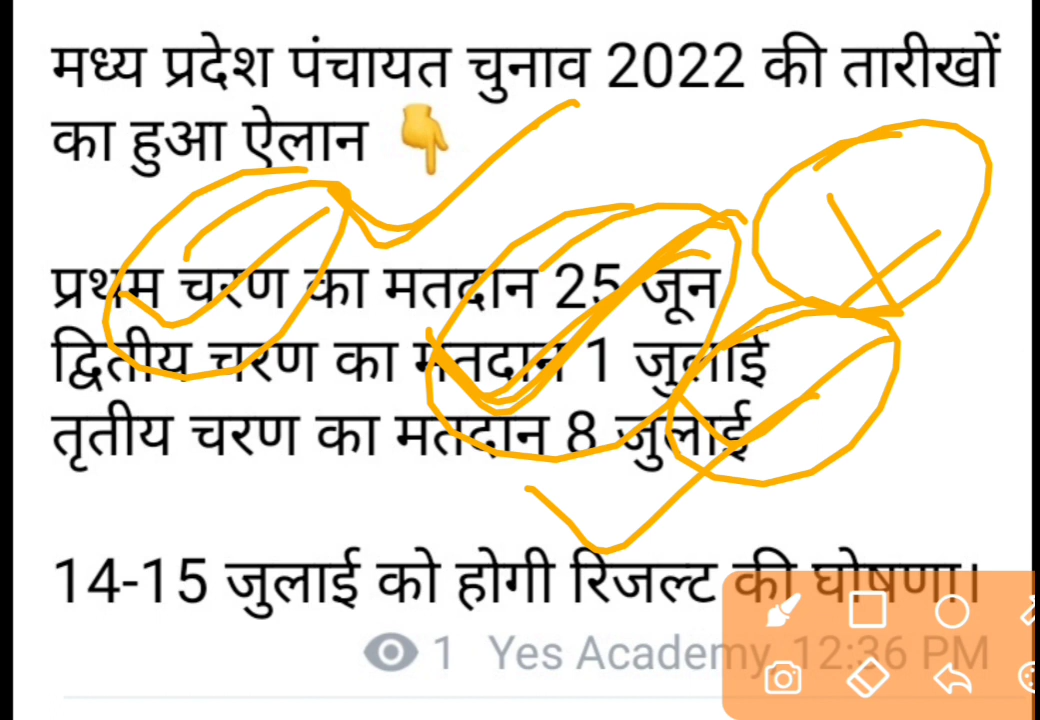 मध्य प्रदेश पंचायत चुनाव 2022 की तारीखों
का हुआ ऐलान 👇
प्रथम चरण का मतदान 25 जून
द्वितीय चरण का मतदान 1 जुलाई
तृतीय चरण का मतदान 8 जुलाई
14-15 जुलाई को होगी रिजल्ट की घोषणा।
1 Yes Academy, 12:36 PM